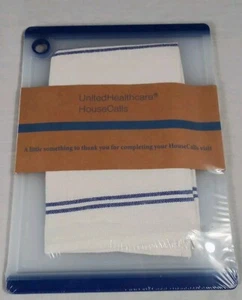 UnitedHealthcare®
HouseCalls
A little something to thank you for completing your HouseCalls visit!